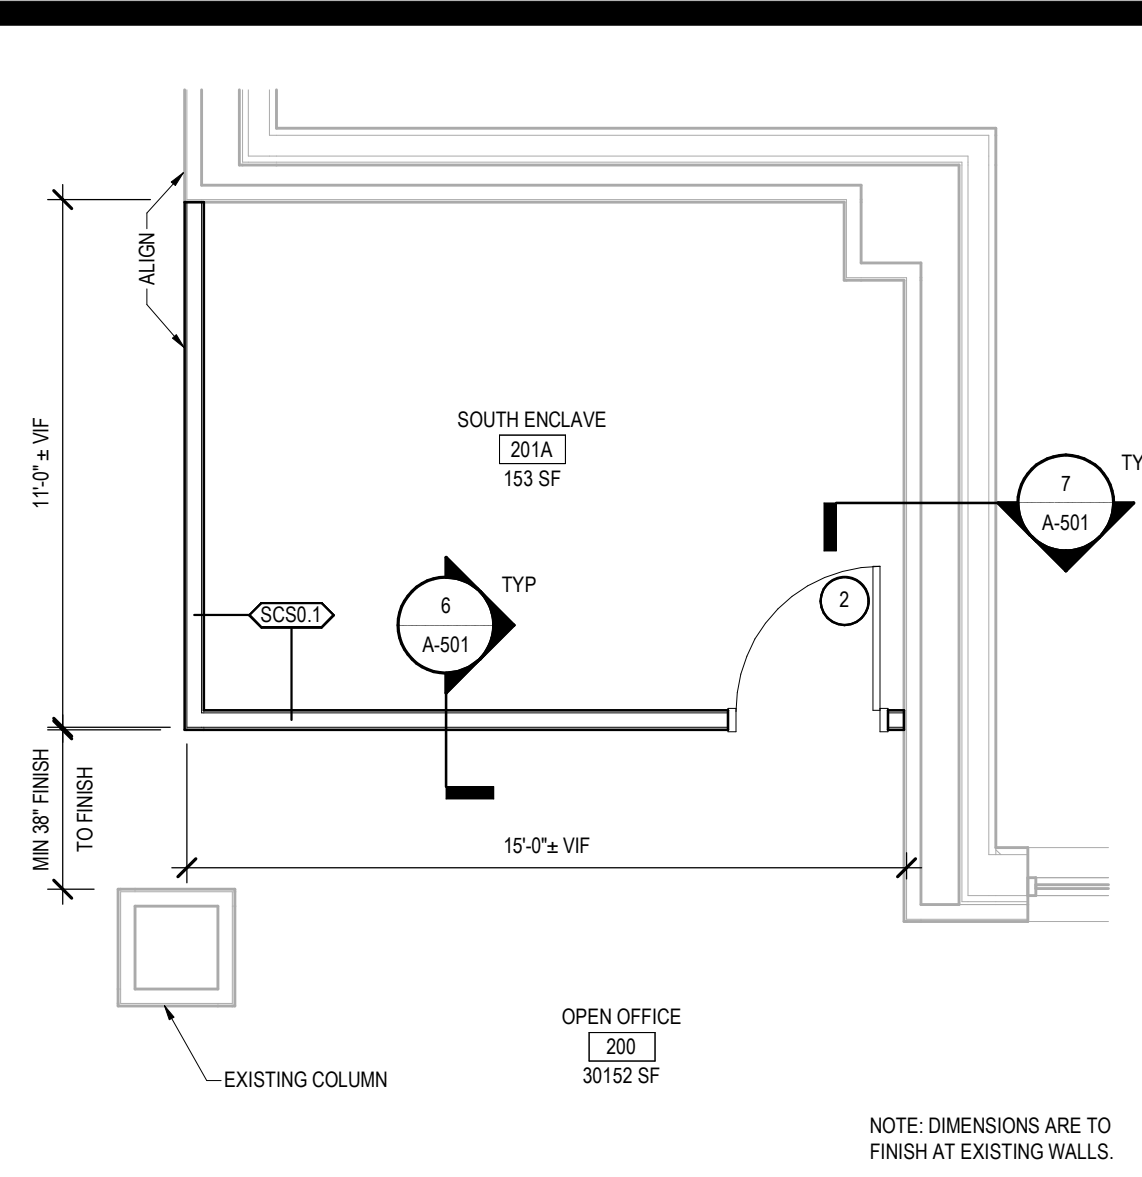 ALIGN
11'-0" ± VIF
SOUTH ENCLAVE
201A
153 SF
TY
7
A-501
TYP
6
A-501
2
SCS0.1
MIN 38" FINISH
TO FINISH
15'-0"± VIF
OPEN OFFICE
200
30152 SF
EXISTING COLUMN
NOTE: DIMENSIONS ARE TO
FINISH AT EXISTING WALLS.